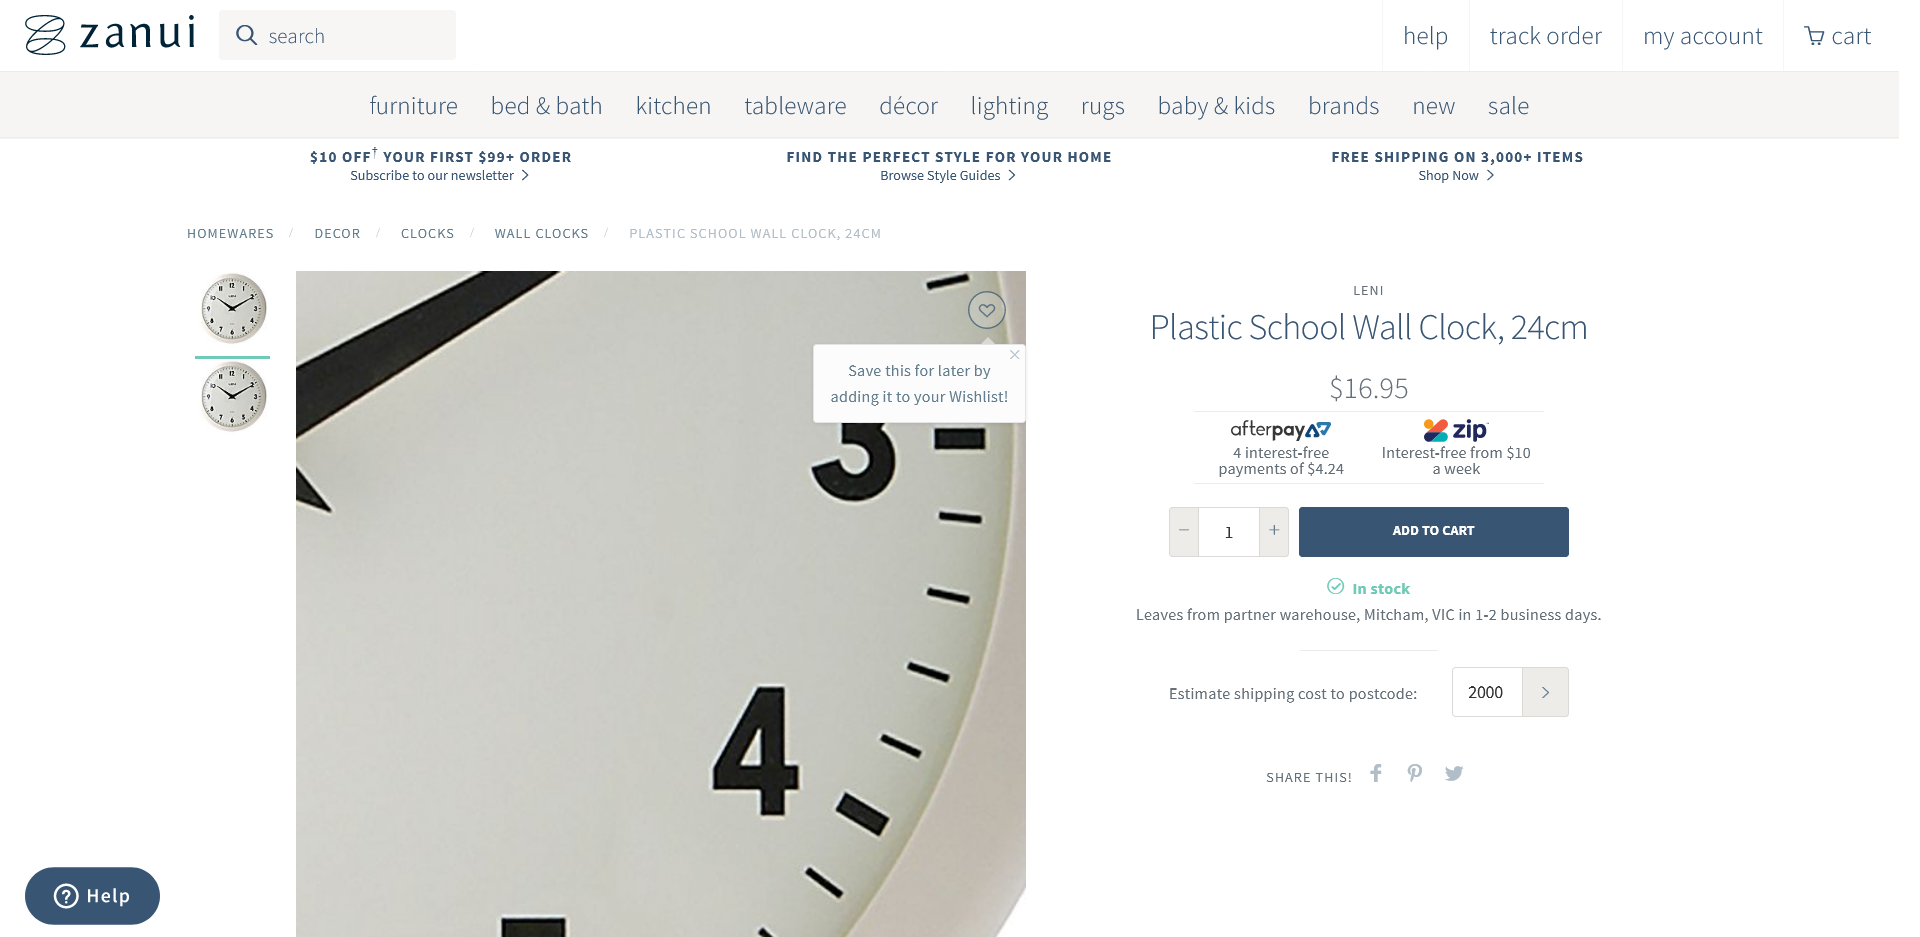 zanui
search
help
track order
my account
cart
furniture
bed & bath
kitchen
tableware
décor
lighting
rugs
baby & kids
brands
new
sale
$10 OFF† YOUR FIRST $99+ ORDER
Subscribe to our newsletter
FIND THE PERFECT STYLE FOR YOUR HOME
Browse Style Guides
FREE SHIPPING ON 3,000+ ITEMS
Shop Now
HOMEWARES / DECOR / CLOCKS / WALL CLOCKS / PLASTIC SCHOOL WALL CLOCK, 24CM
Save this for later by
adding it to your Wishlist!
3
4
LENI
Plastic School Wall Clock, 24cm
$16.95
afterpay
4 interest-free
payments of $4.24
zip
Interest-free from $10
a week
− 1 +
ADD TO CART
In stock
Leaves from partner warehouse, Mitcham, VIC in 1-2 business days.
Estimate shipping cost to postcode:
2000
SHARE THIS!
Help